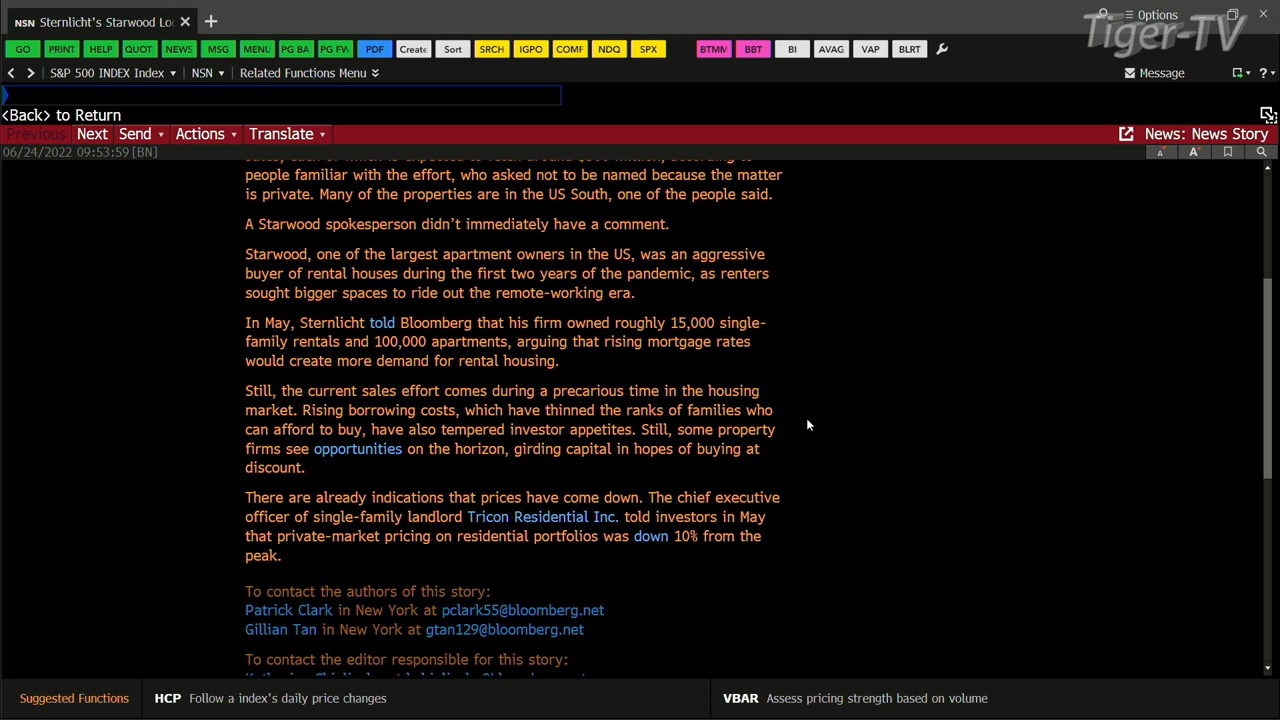 NSN Sternlicht's Starwood Lo
Options
Tiger-TV
GO PRINT HELP QUOT NEWS MSG MENU PG BA PG FW PDF Create Sort SRCH IGPO COMF NDQ SPX BTMM BBT BI AVAG VAP BLRT
S&P 500 INDEX Index NSN Related Functions Menu Message ?
<Back> to Return
Previous Next Send Actions Translate News: News Story
06/24/2022 09:53:59 [BN]
people familiar with the effort, who asked not to be named because the matter
is private. Many of the properties are in the US South, one of the people said.
A Starwood spokesperson didn't immediately have a comment.
Starwood, one of the largest apartment owners in the US, was an aggressive
buyer of rental houses during the first two years of the pandemic, as renters
sought bigger spaces to ride out the remote-working era.
In May, Sternlicht told Bloomberg that his firm owned roughly 15,000 single-
family rentals and 100,000 apartments, arguing that rising mortgage rates
would create more demand for rental housing.
Still, the current sales effort comes during a precarious time in the housing
market. Rising borrowing costs, which have thinned the ranks of families who
can afford to buy, have also tempered investor appetites. Still, some property
firms see opportunities on the horizon, girding capital in hopes of buying at
discount.
There are already indications that prices have come down. The chief executive
officer of single-family landlord Tricon Residential Inc. told investors in May
that private-market pricing on residential portfolios was down 10% from the
peak.
To contact the authors of this story:
Patrick Clark in New York at pclark55@bloomberg.net
Gillian Tan in New York at gtan129@bloomberg.net
To contact the editor responsible for this story:
Suggested Functions HCP Follow a index's daily price changes VBAR Assess pricing strength based on volume